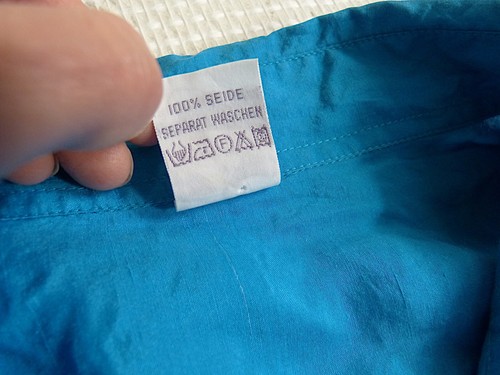 100% SEIDE
SEPARAT WASCHEN
F